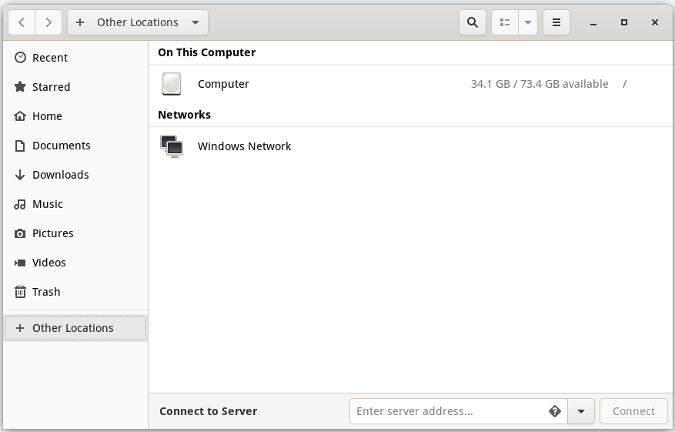 Other Locations
Recent
Starred
Home
Documents
Downloads
Music
Pictures
Videos
Trash
Other Locations
On This Computer
Computer 34.1 GB / 73.4 GB available /
Networks
Windows Network
Connect to Server Enter server address... Connect